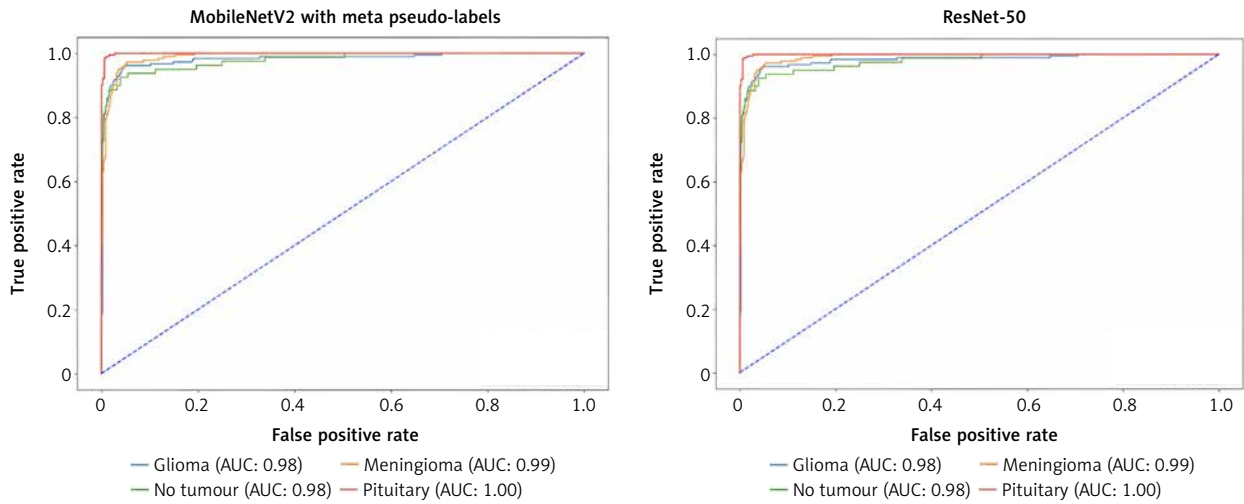 MobileNetV2 with meta pseudo-labels
True positive rate
1.0
0.8
0.6
0.4
0.2
0
0 0.2 0.4 0.6 0.8 1.0
False positive rate
Glioma (AUC: 0.98) Meningioma (AUC: 0.99)
No tumour (AUC: 0.98) Pituitary (AUC: 1.00)
ResNet-50
True positive rate
1.0
0.8
0.6
0.4
0.2
0
0 0.2 0.4 0.6 0.8 1.0
False positive rate
Glioma (AUC: 0.98) Meningioma (AUC: 0.99)
No tumour (AUC: 0.98) Pituitary (AUC: 1.00)